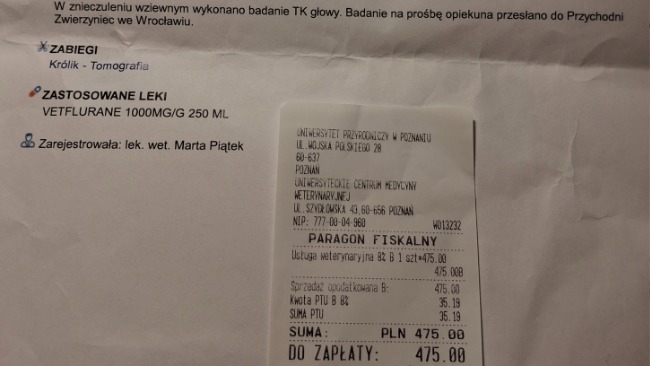 W znieczuleniu wziewnym wykonano badanie TK głowy. Badanie na prośbę opiekuna przesłano do Przychodni
Zwierzyniec we Wrocławiu.
ZABIEGI
Królik - Tomografia
ZASTOSOWANE LEKI
VETFLURANE 1000MG/G 250 ML
Zarejestrowała: lek. wet. Marta Piątek
UNIWERSYTET PRZYRODNICZY W POZNANIU
UL.WOJSKA POLSKIEGO 28
60-637
POZNAŃ
UNIWERSYTECKIE CENTRUM MEDYCYNY
WETERYNARYJNEJ
UL.SZYDŁOWSKA 43,60-656 POZNAŃ
NIP: 777-00-04-960
W013232
PARAGON FISKALNY
Usługa weterynaryjna 8% B 1 szt*475.00
475.00B
Sprzedaż opodatkowana B: 475.00
Kwota PTU B 8% 35.19
SUMA PTU 35.19
SUMA: PLN 475.00
DO ZAPŁATY: 475.00